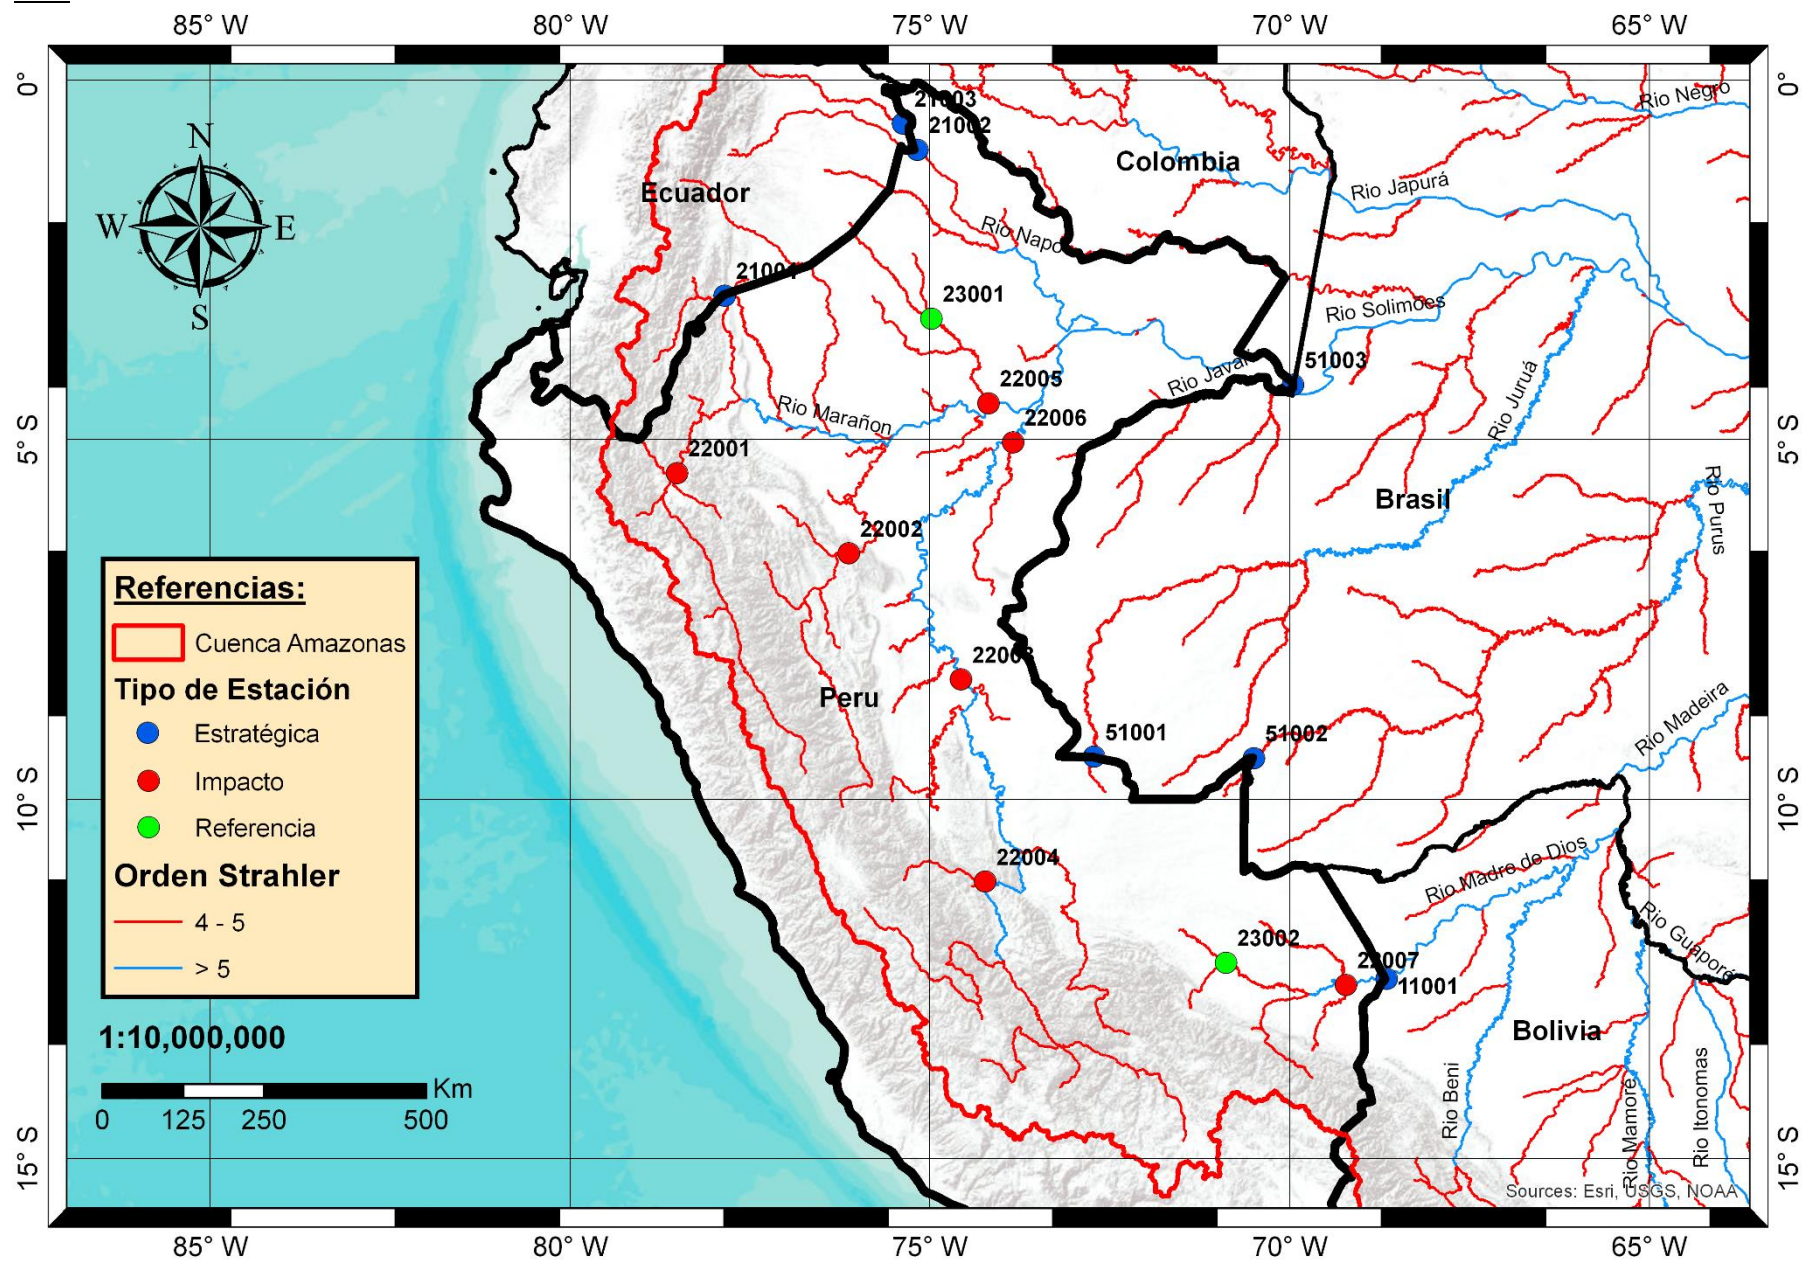 85° W 80° W 75° W 70° W 65° W
0° 0°
21003
21002
Rio Negro
Colombia
Rio Japurá
Ecuador
N
W E
S
Rio Napo
21001
23001
Rio Solimoes
51003
Rio Javari
22005
Rio Marañon
22006
Rio Juruá
5° S 5° S
22001
Brasil
Rio Purus
22002
Referencias:
Cuenca Amazonas
Tipo de Estación
Estratégica
Impacto
Referencia
Orden Strahler
4 - 5
> 5
22003
Peru
51001
51002
Rio Madeira
10° S 10° S
22004
Rio Madre de Dios
Rio Guaporé
23002
22007
11001
Bolivia
1:10,000,000
Km
0 125 250 500
Rio Beni
Rio Mamoré
Rio Itonomas
15° S 15° S
Sources: Esri, USGS, NOAA
85° W 80° W 75° W 70° W 65° W